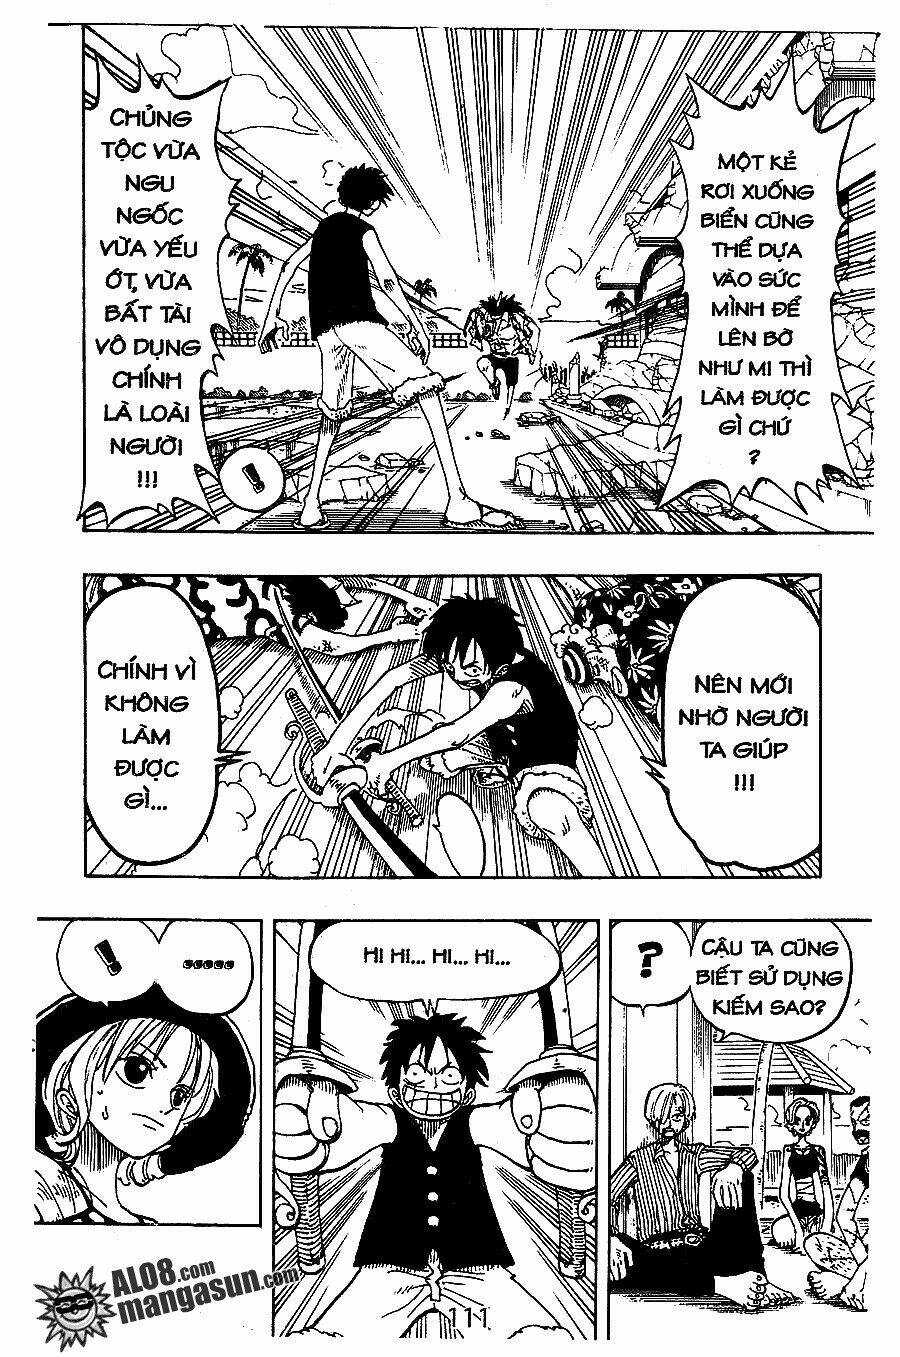 MỘT KẺ
RƠI XUỐNG
BIỂN CŨNG
THỂ DỰA
VÀO SỨC
MÌNH ĐỂ
LÊN BỜ
NHƯ MI THÌ
LÀM ĐƯỢC
GÌ CHỨ
?
CHỦNG
TỘC VỪA
NGU
NGỐC
VỪA YẾU
ỚT, VỪA
BẤT TÀI
VÔ DỤNG
CHÍNH
LÀ LOÀI
NGƯỜI
!!!
!
NÊN MỚI
NHỜ NGƯỜI
TA GIÚP
!!!
CHÍNH VÌ
KHÔNG
LÀM
ĐƯỢC
GÌ...
CẬU TA CŨNG
BIẾT SỬ DỤNG
KIẾM SAO?
?
HI HI... HI... HI...
......
!
AL08.com
mangasun.com
111